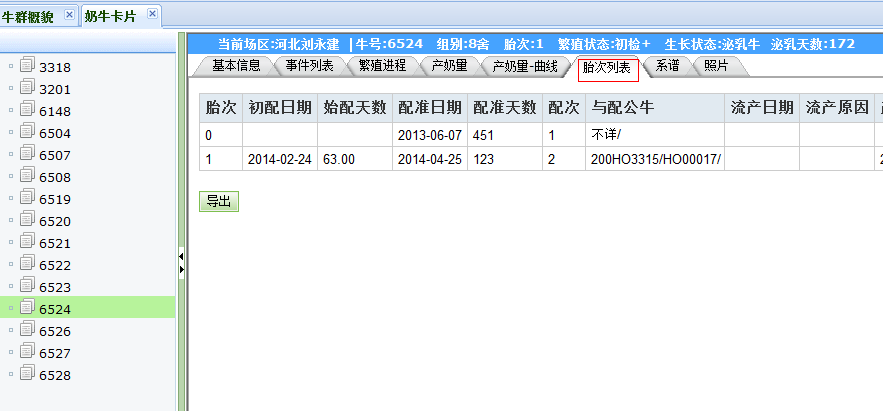 牛群概貌 奶牛卡片
当前场区:河北刘永建 |牛号:6524 组别:8舍 胎次:1 繁殖状态:初检+ 生长状态:泌乳牛 泌乳天数:172
基本信息 事件列表 繁殖进程 产奶量 产奶量-曲线 胎次列表 系谱 照片
3318
3201
6148
6504
6507
6508
6519
6520
6521
6522
6523
6524
6526
6527
6528
胎次 初配日期 始配天数 配准日期 配准天数 配次 与配公牛 流产日期 流产原因
0 2013-06-07 451 1 不详/
1 2014-02-24 63.00 2014-04-25 123 2 200HO3315/HO00017/
导出